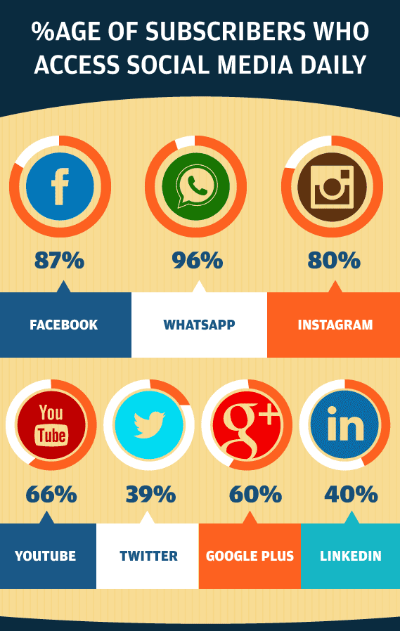 %AGE OF SUBSCRIBERS WHO
ACCESS SOCIAL MEDIA DAILY
f
87%
96%
80%
FACEBOOK
WHATSAPP
INSTAGRAM
You
Tube
g+
in
66%
39%
60%
40%
YOUTUBE
TWITTER
GOOGLE PLUS
LINKEDIN